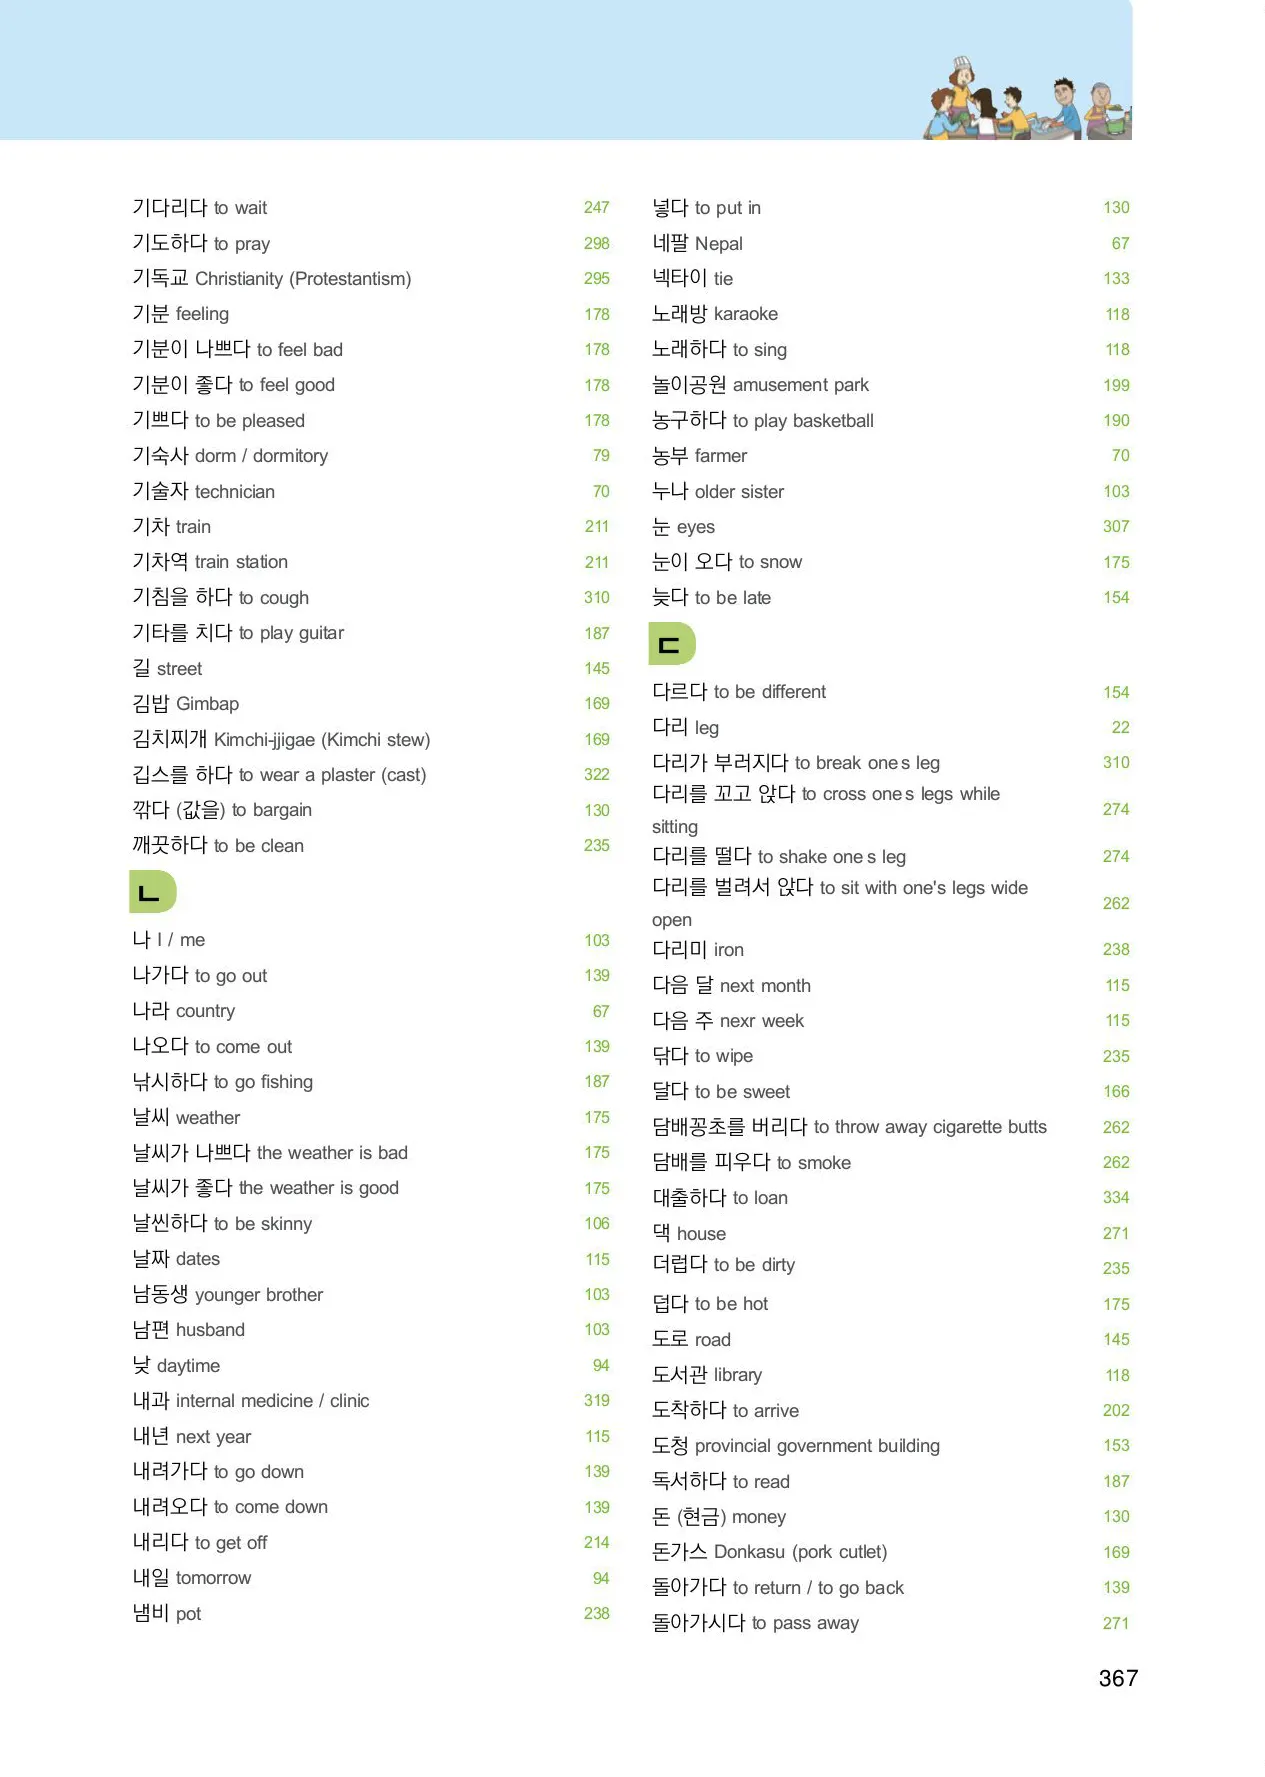 기다리다 to wait 247
기도하다 to pray 298
기독교 Christianity (Protestantism) 295
기분 feeling 178
기분이 나쁘다 to feel bad 178
기분이 좋다 to feel good 178
기쁘다 to be pleased 178
기숙사 dorm / dormitory 79
기술자 technician 70
기차 train 211
기차역 train station 211
기침을 하다 to cough 310
기타를 치다 to play guitar 187
길 street 145
김밥 Gimbap 169
김치찌개 Kimchi-jjigae (Kimchi stew) 169
깁스를 하다 to wear a plaster (cast) 322
깎다 (값을) to bargain 130
깨끗하다 to be clean 235
ㄴ
나 I / me 103
나가다 to go out 139
나라 country 67
나오다 to come out 139
낚시하다 to go fishing 187
날씨 weather 175
날씨가 나쁘다 the weather is bad 175
날씨가 좋다 the weather is good 175
날씬하다 to be skinny 106
날짜 dates 115
남동생 younger brother 103
남편 husband 103
낮 daytime 94
내과 internal medicine / clinic 319
내년 next year 115
내려가다 to go down 139
내려오다 to come down 139
내리다 to get off 214
내일 tomorrow 94
냄비 pot 238
넣다 to put in 130
네팔 Nepal 67
넥타이 tie 133
노래방 karaoke 118
노래하다 to sing 118
놀이공원 amusement park 199
농구하다 to play basketball 190
농부 farmer 70
누나 older sister 103
눈 eyes 307
눈이 오다 to snow 175
늦다 to be late 154
ㄷ
다르다 to be different 154
다리 leg 22
다리가 부러지다 to break one s leg 310
다리를 꼬고 앉다 to cross one s legs while
sitting 274
다리를 떨다 to shake one s leg 274
다리를 벌려서 앉다 to sit with one's legs wide
open 262
다리미 iron 238
다음 달 next month 115
다음 주 nexr week 115
닦다 to wipe 235
달다 to be sweet 166
담배꽁초를 버리다 to throw away cigarette butts 262
담배를 피우다 to smoke 262
대출하다 to loan 334
댁 house 271
더럽다 to be dirty 235
덥다 to be hot 175
도로 road 145
도서관 library 118
도착하다 to arrive 202
도청 provincial government building 153
독서하다 to read 187
돈 (현금) money 130
돈가스 Donkasu (pork cutlet) 169
돌아가다 to return / to go back 139
돌아가시다 to pass away 271
367